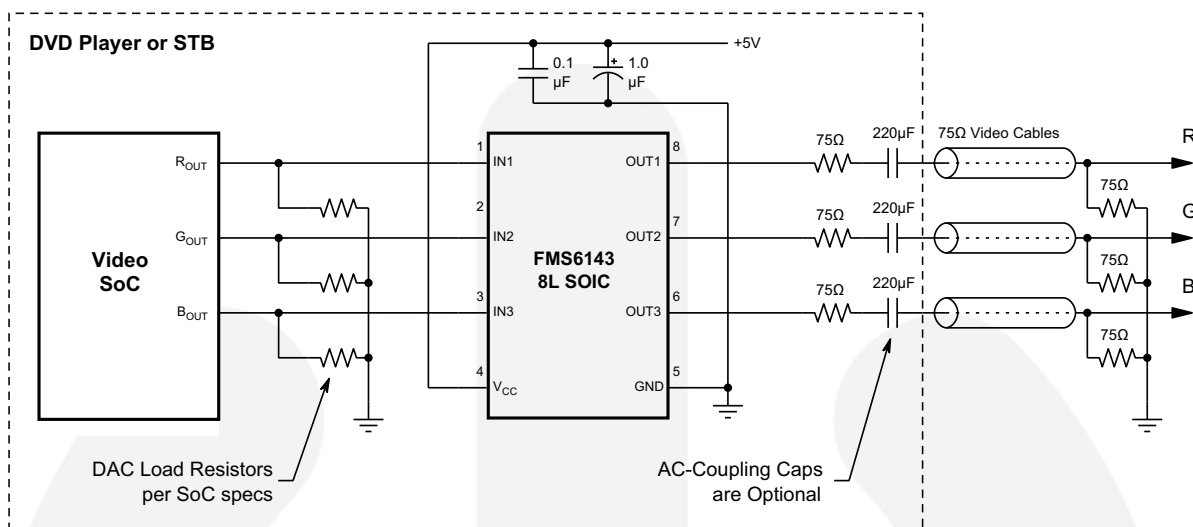 DVD Player or STB
+5V
0.1
µF
+
1.0
µF
Video
SoC
ROUT
GOUT
BOUT
FMS6143
8L SOIC
1
IN1
2
IN2
3
IN3
4
VCC
8
OUT1
7
OUT2
6
OUT3
5
GND
75Ω
220µF
75Ω Video Cables
R
75Ω
75Ω
220µF
G
75Ω
75Ω
220µF
B
75Ω
DAC Load Resistors
per SoC specs
AC-Coupling Caps
are Optional